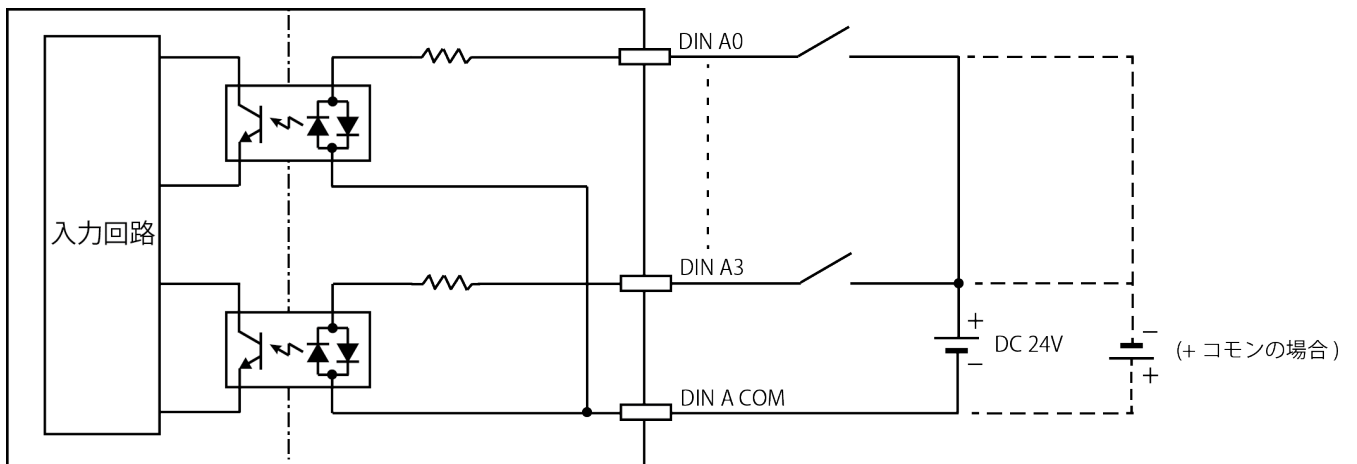 DIN A0
入力回路
DIN A3
+
DC 24V
−
−
(+ コモンの場合)
+
DIN A COM